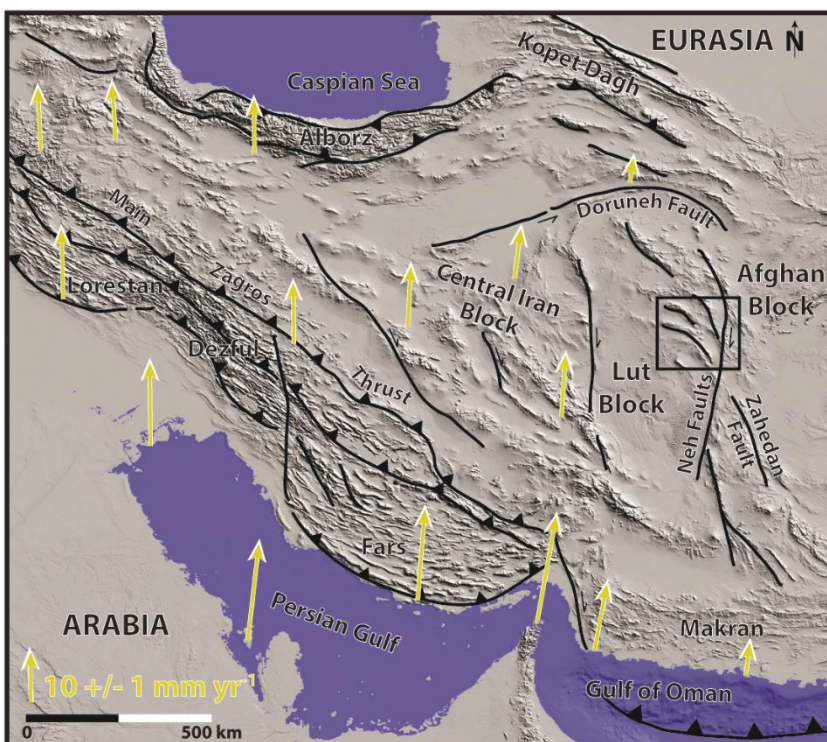 EURASIA
N
Kopet-Dagh
Caspian Sea
Alborz
Main
Zagros
Thrust
Doruneh Fault
Lorestan
Central Iran
Block
Afghan
Block
Dezful
Lut
Block
Neh Faults
Zahedan
Fault
Fars
Persian Gulf
ARABIA
Makran
Gulf of Oman
10 +/- 1 mm yr-1
0 500 km